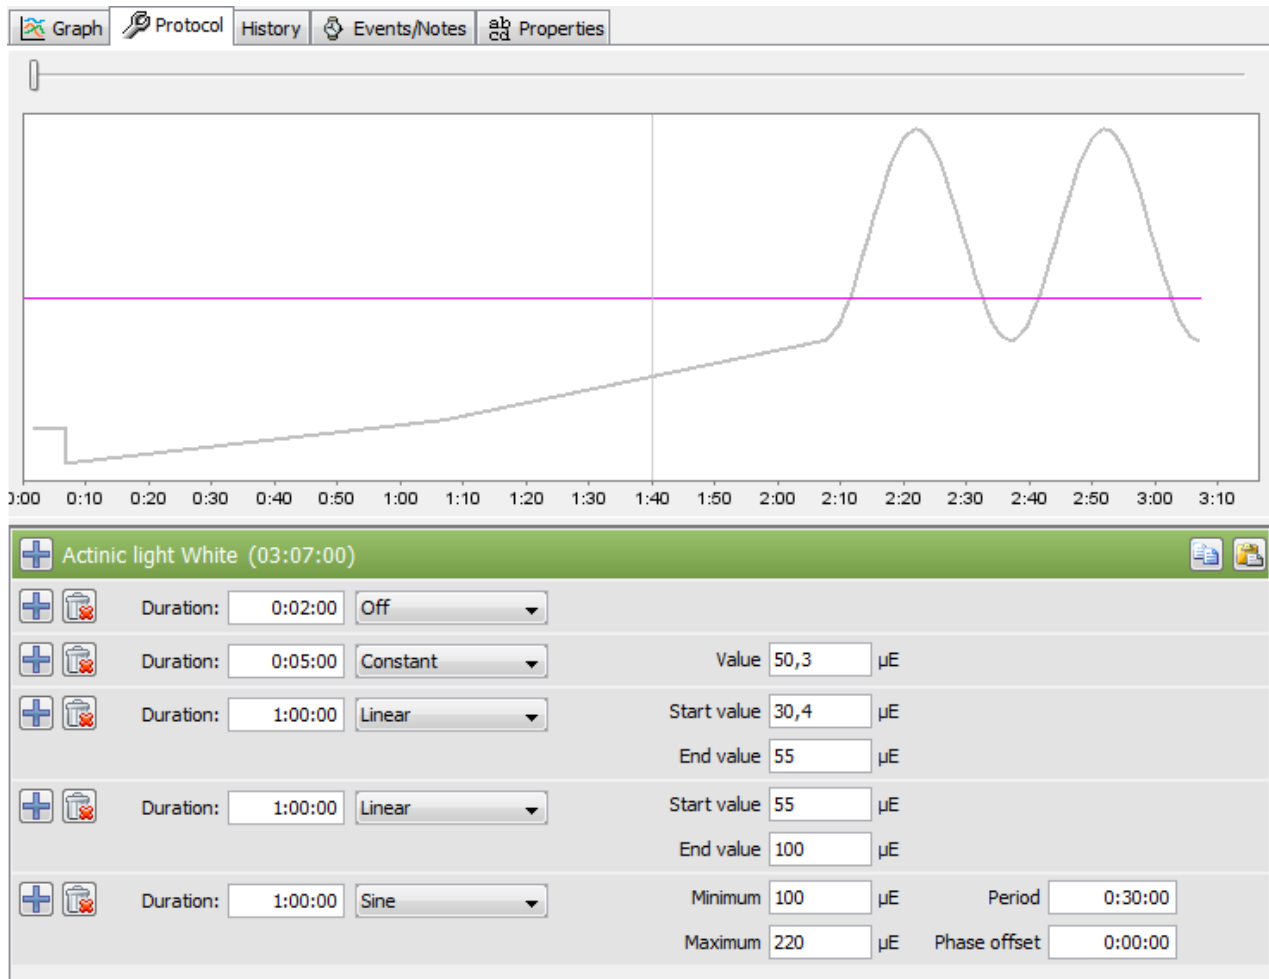 Graph Protocol History Events/Notes ab cd Properties
0:00 0:10 0:20 0:30 0:40 0:50 1:00 1:10 1:20 1:30 1:40 1:50 2:00 2:10 2:20 2:30 2:40 2:50 3:00 3:10
Actinic light White (03:07:00)
Duration: 0:02:00 Off
Duration: 0:05:00 Constant Value 50,3 µE
Duration: 1:00:00 Linear Start value 30,4 µE
End value 55 µE
Duration: 1:00:00 Linear Start value 55 µE
End value 100 µE
Duration: 1:00:00 Sine Minimum 100 µE Period 0:30:00
Maximum 220 µE Phase offset 0:00:00